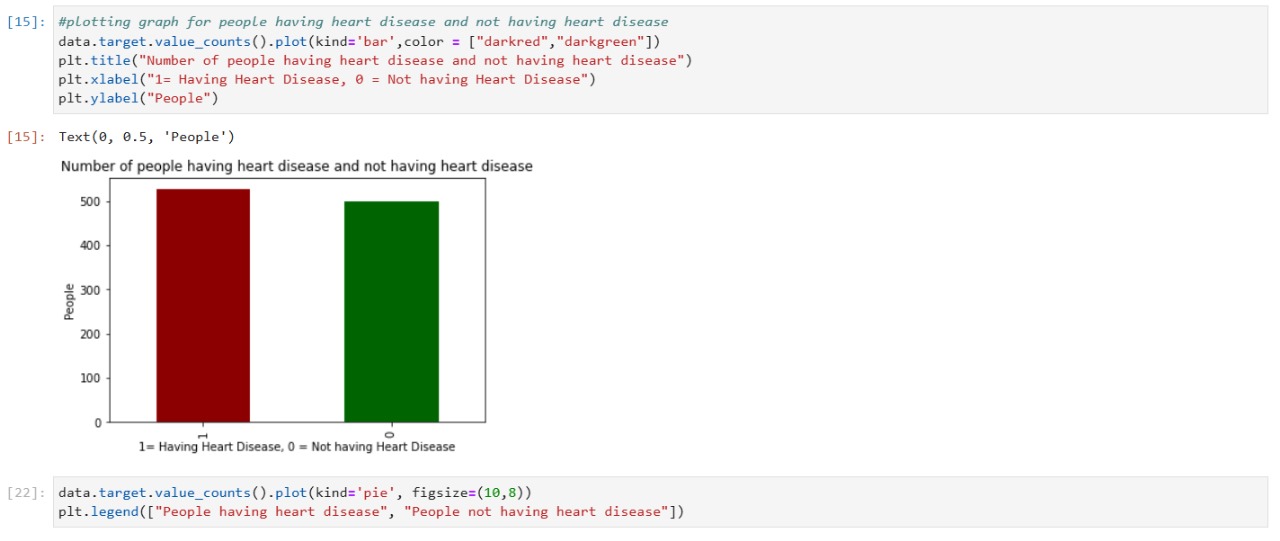 [15]: #plotting graph for people having heart disease and not having heart disease
data.target.value_counts().plot(kind='bar',color = ["darkred","darkgreen"])
plt.title("Number of people having heart disease and not having heart disease")
plt.xlabel("1= Having Heart Disease, 0 = Not having Heart Disease")
plt.ylabel("People")
[15]: Text(0, 0.5, 'People')
Number of people having heart disease and not having heart disease
500
400
300
200
100
0
People
1
0
1= Having Heart Disease, 0 = Not having Heart Disease
[22]: data.target.value_counts().plot(kind='pie', figsize=(10,8))
plt.legend(["People having heart disease", "People not having heart disease"])